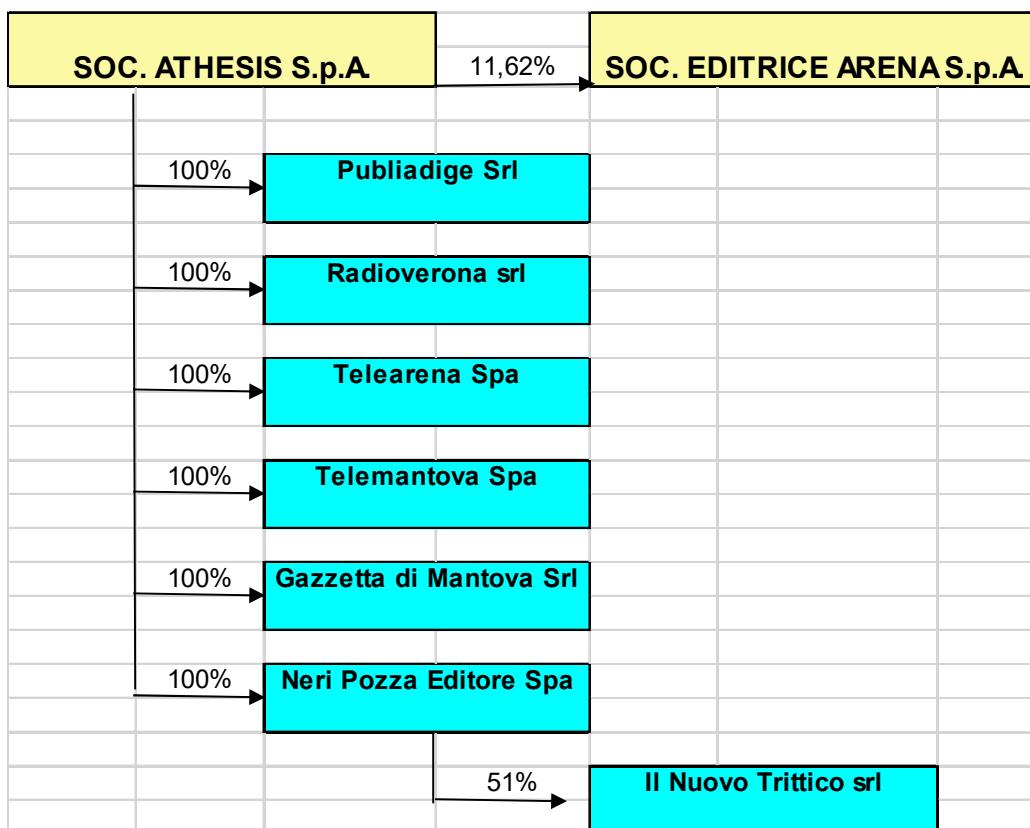 SOC. ATHESIS S.p.A.
11,62%
SOC. EDITRICE ARENA S.p.A.
100%
Publiadige Srl
100%
Radioverona srl
100%
Telearena Spa
100%
Telemantova Spa
100%
Gazzetta di Mantova Srl
100%
Neri Pozza Editore Spa
51%
Il Nuovo Trittico srl